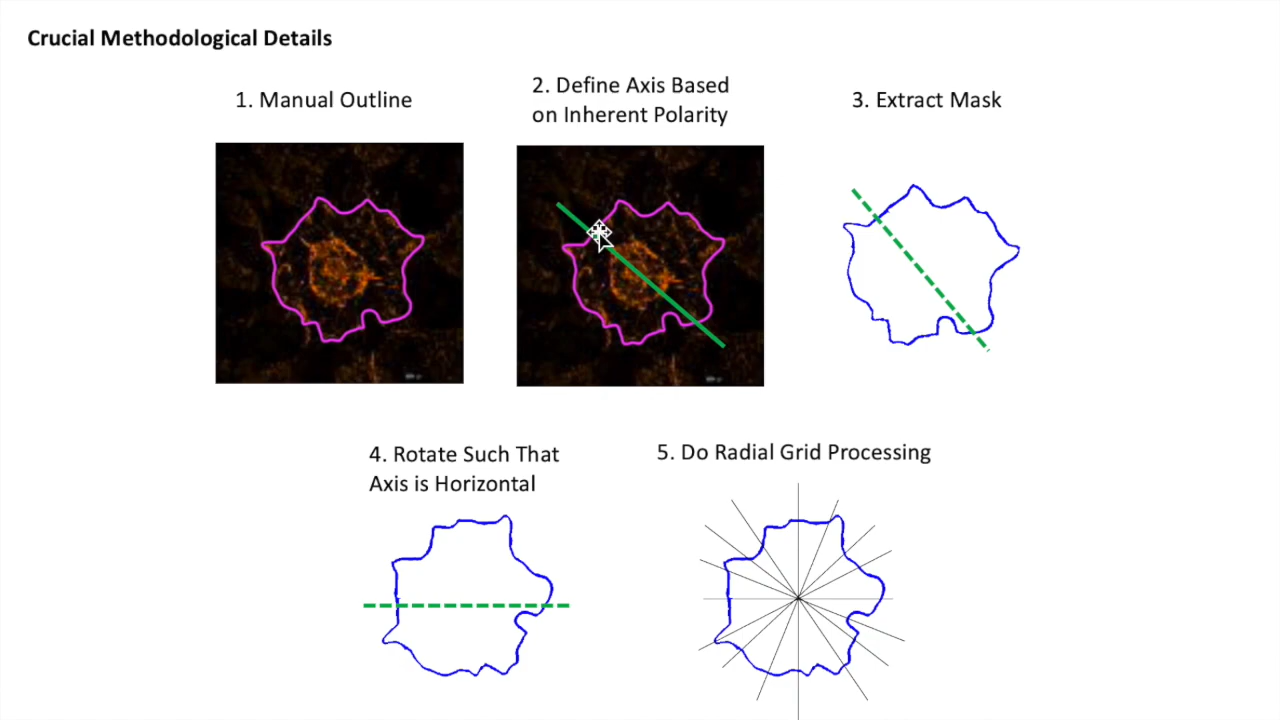 Crucial Methodological Details
1. Manual Outline
2. Define Axis Based
on Inherent Polarity
3. Extract Mask
4. Rotate Such That
Axis is Horizontal
5. Do Radial Grid Processing